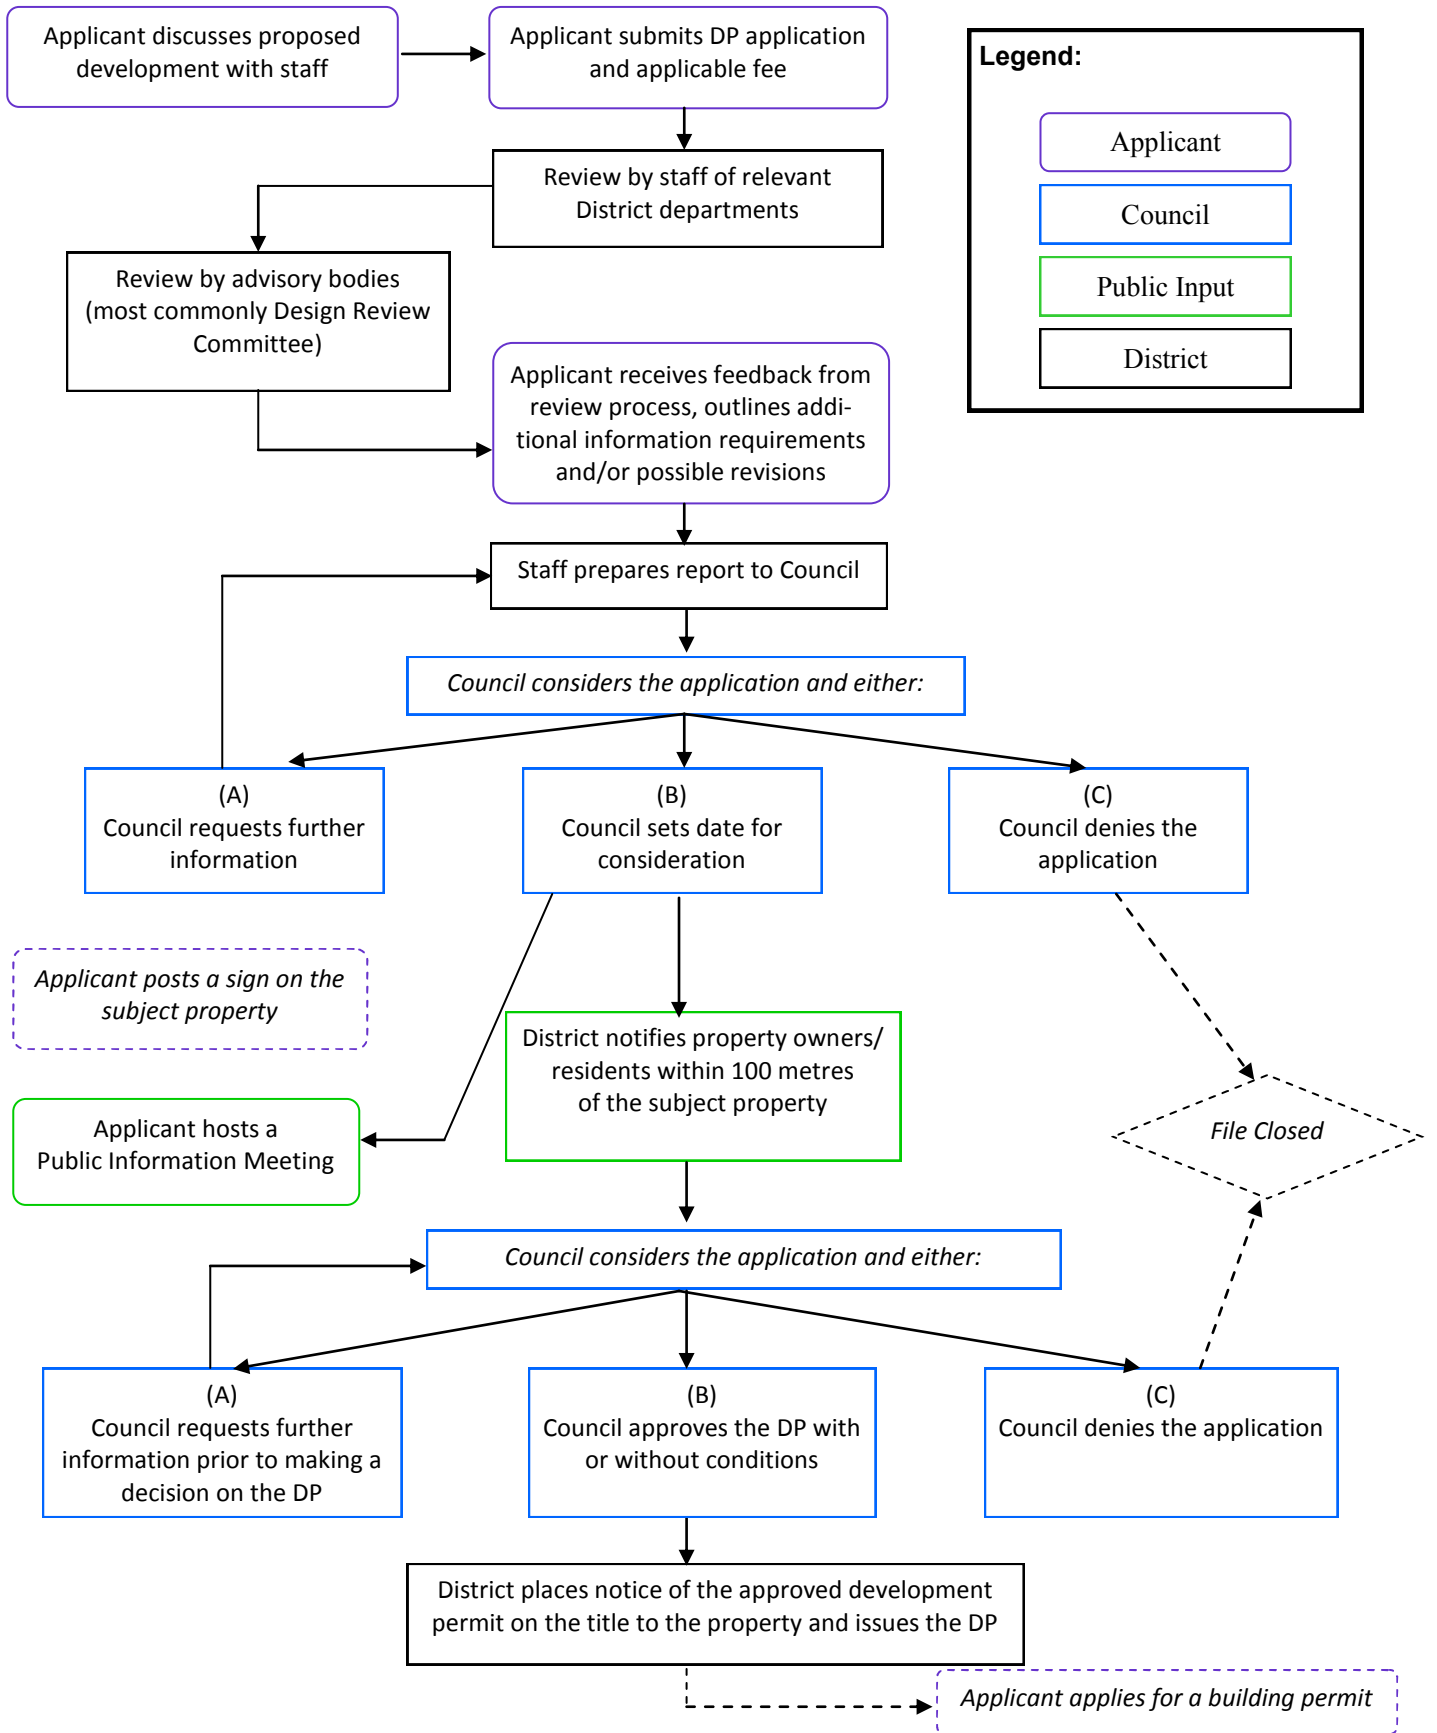 Applicant discusses proposed
development with staff
Applicant submits DP application
and applicable fee
Legend:
Applicant
Council
Public Input
District
Review by staff of relevant
District departments
Review by advisory bodies
(most commonly Design Review
Committee)
Applicant receives feedback from
review process, outlines addi-
tional information requirements
and/or possible revisions
Staff prepares report to Council
Council considers the application and either:
(A)
Council requests further
information
(B)
Council sets date for
consideration
(C)
Council denies the
application
Applicant posts a sign on the
subject property
District notifies property owners/
residents within 100 metres
of the subject property
Applicant hosts a
Public Information Meeting
File Closed
Council considers the application and either:
(A)
Council requests further
information prior to making a
decision on the DP
(B)
Council approves the DP with
or without conditions
(C)
Council denies the application
District places notice of the approved development
permit on the title to the property and issues the DP
Applicant applies for a building permit